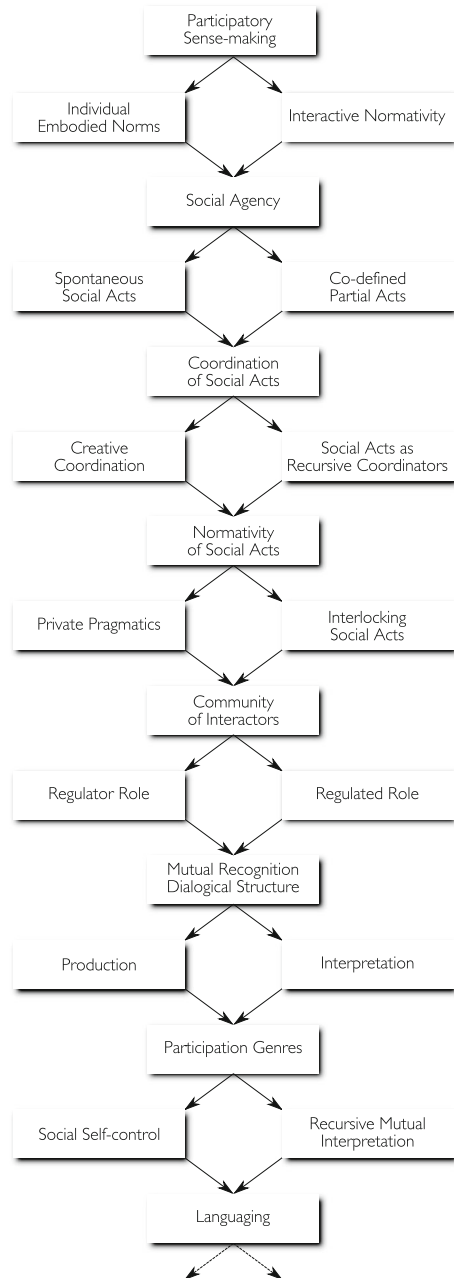 Participatory
Sense-making
Individual
Embodied Norms
Interactive Normativity
Social Agency
Spontaneous
Social Acts
Co-defined
Partial Acts
Coordination
of Social Acts
Creative
Coordination
Social Acts as
Recursive Coordinators
Normativity
of Social Acts
Private Pragmatics
Interlocking
Social Acts
Community
of Interactors
Regulator Role
Regulated Role
Mutual Recognition
Dialogical Structure
Production
Interpretation
Participation Genres
Social Self-control
Recursive Mutual
Interpretation
Languaging